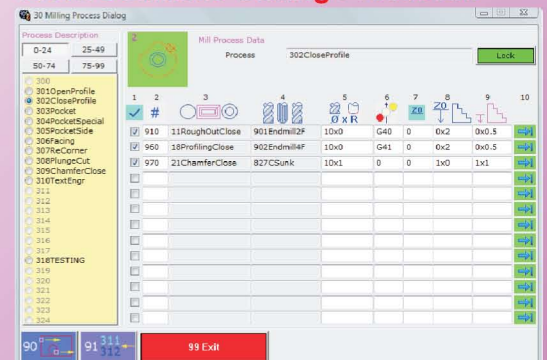 30 Milling Process Dialog
Process Description
0-24 25-49
50-74 75-99
300
301OpenProfile
302CloseProfile
303Pocket
304PocketSpecial
305PocketSide
306Facing
307ReCorner
308PlungeCut
309ChamferClose
310TextEngr
311
312
313
314
315
316
317
318TESTING
319
320
321
322
323
324
2
Mill Process Data
Process 302CloseProfile
Lock
1 2 3 4 5 6 7 8 9 10
# Ø x R Z0 Z0
910 11RoughOutClose 901Endmill2F 10x0 G40 0 0x2 0x0.5
960 18ProfilingClose 902Endmill4F 10x0 G41 0 0x2 0x0.5
970 21ChamferClose 827CSunk 10x1 0 0 1x0 1x1
90 91 311 312 99 Exit